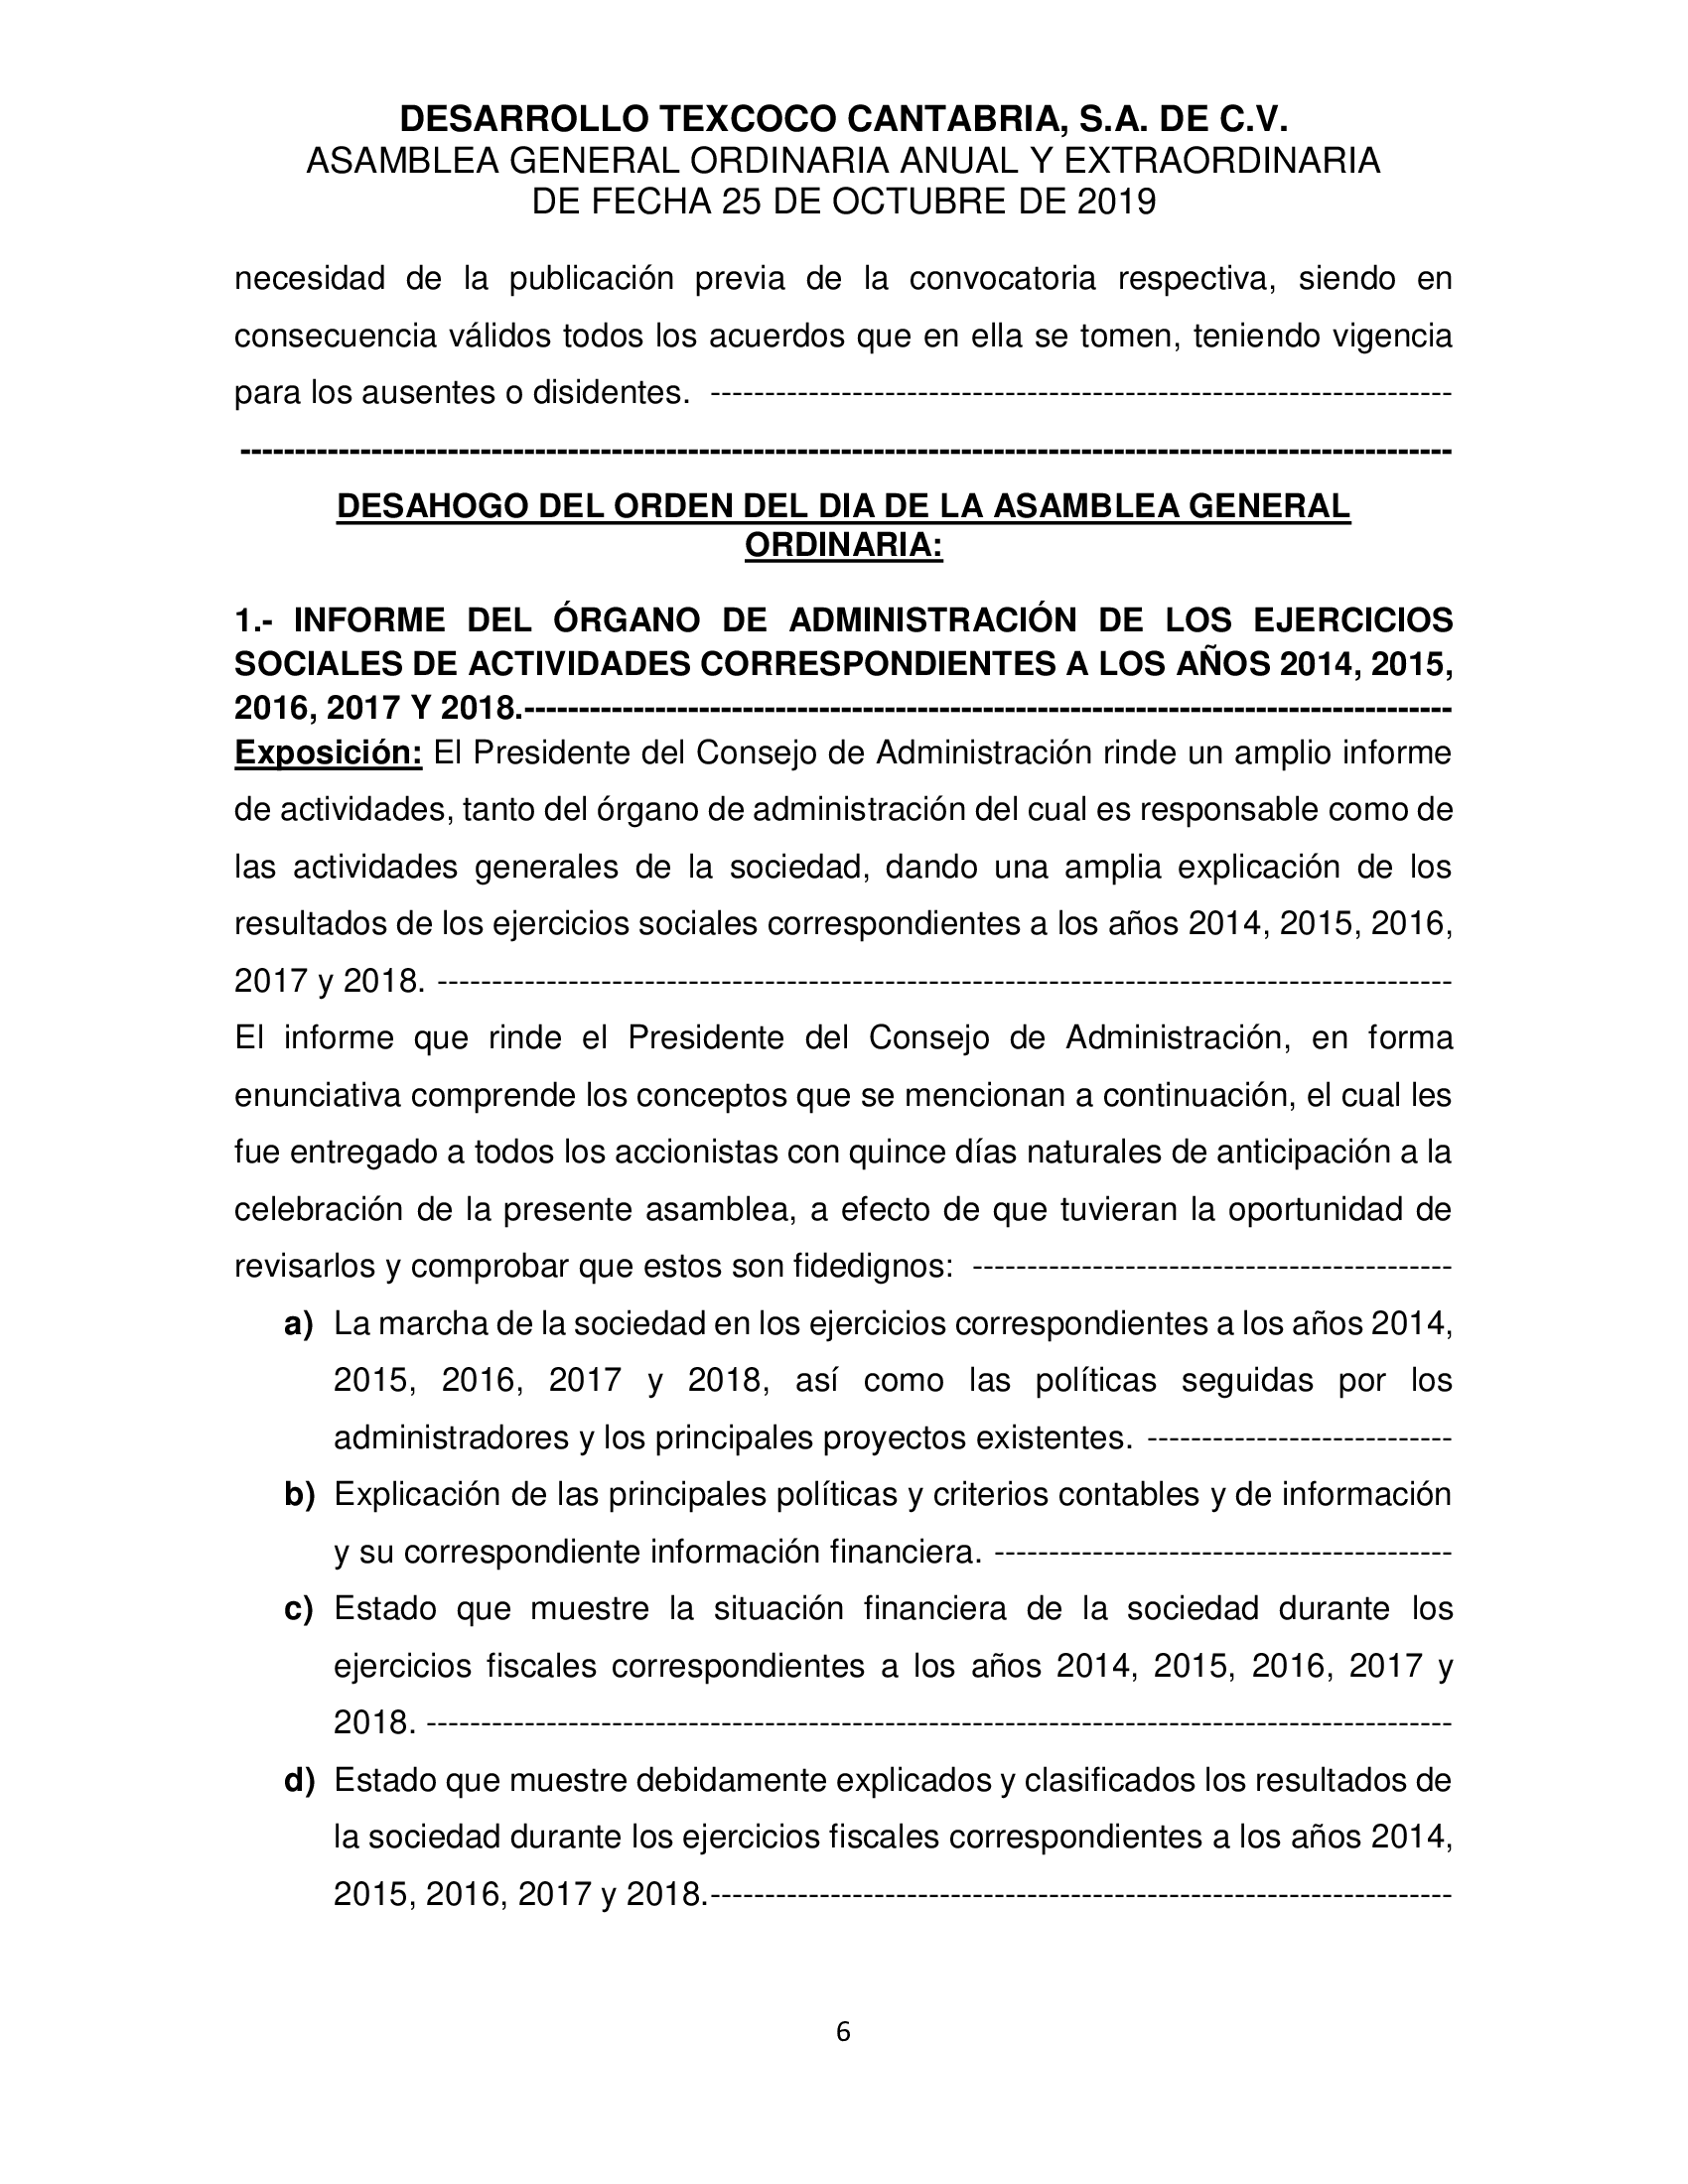 DESARROLLO TEXCOCO CANTABRIA, S.A. DE C.V.
ASAMBLEA GENERAL ORDINARIA ANUAL Y EXTRAORDINARIA
DE FECHA 25 DE OCTUBRE DE 2019
necesidad de la publicación previa de la convocatoria respectiva, siendo en
consecuencia válidos todos los acuerdos que en ella se tomen, teniendo vigencia
para los ausentes o disidentes. --------------------------------------------------------------------
---------------------------------------------------------------------------------------------------------------
DESAHOGO DEL ORDEN DEL DIA DE LA ASAMBLEA GENERAL
ORDINARIA:
1.- INFORME DEL ÓRGANO DE ADMINISTRACIÓN DE LOS EJERCICIOS
SOCIALES DE ACTIVIDADES CORRESPONDIENTES A LOS AÑOS 2014, 2015,
2016, 2017 Y 2018.-------------------------------------------------------------------------------------
Exposición: El Presidente del Consejo de Administración rinde un amplio informe
de actividades, tanto del órgano de administración del cual es responsable como de
las actividades generales de la sociedad, dando una amplia explicación de los
resultados de los ejercicios sociales correspondientes a los años 2014, 2015, 2016,
2017 y 2018. ---------------------------------------------------------------------------------------------
El informe que rinde el Presidente del Consejo de Administración, en forma
enunciativa comprende los conceptos que se mencionan a continuación, el cual les
fue entregado a todos los accionistas con quince días naturales de anticipación a la
celebración de la presente asamblea, a efecto de que tuvieran la oportunidad de
revisarlos y comprobar que estos son fidedignos: --------------------------------------------
a) La marcha de la sociedad en los ejercicios correspondientes a los años 2014,
2015, 2016, 2017 y 2018, así como las políticas seguidas por los
administradores y los principales proyectos existentes. ----------------------------
b) Explicación de las principales políticas y criterios contables y de información
y su correspondiente información financiera. ------------------------------------------
c) Estado que muestre la situación financiera de la sociedad durante los
ejercicios fiscales correspondientes a los años 2014, 2015, 2016, 2017 y
2018. ----------------------------------------------------------------------------------------------
d) Estado que muestre debidamente explicados y clasificados los resultados de
la sociedad durante los ejercicios fiscales correspondientes a los años 2014,
2015, 2016, 2017 y 2018.--------------------------------------------------------------------
6